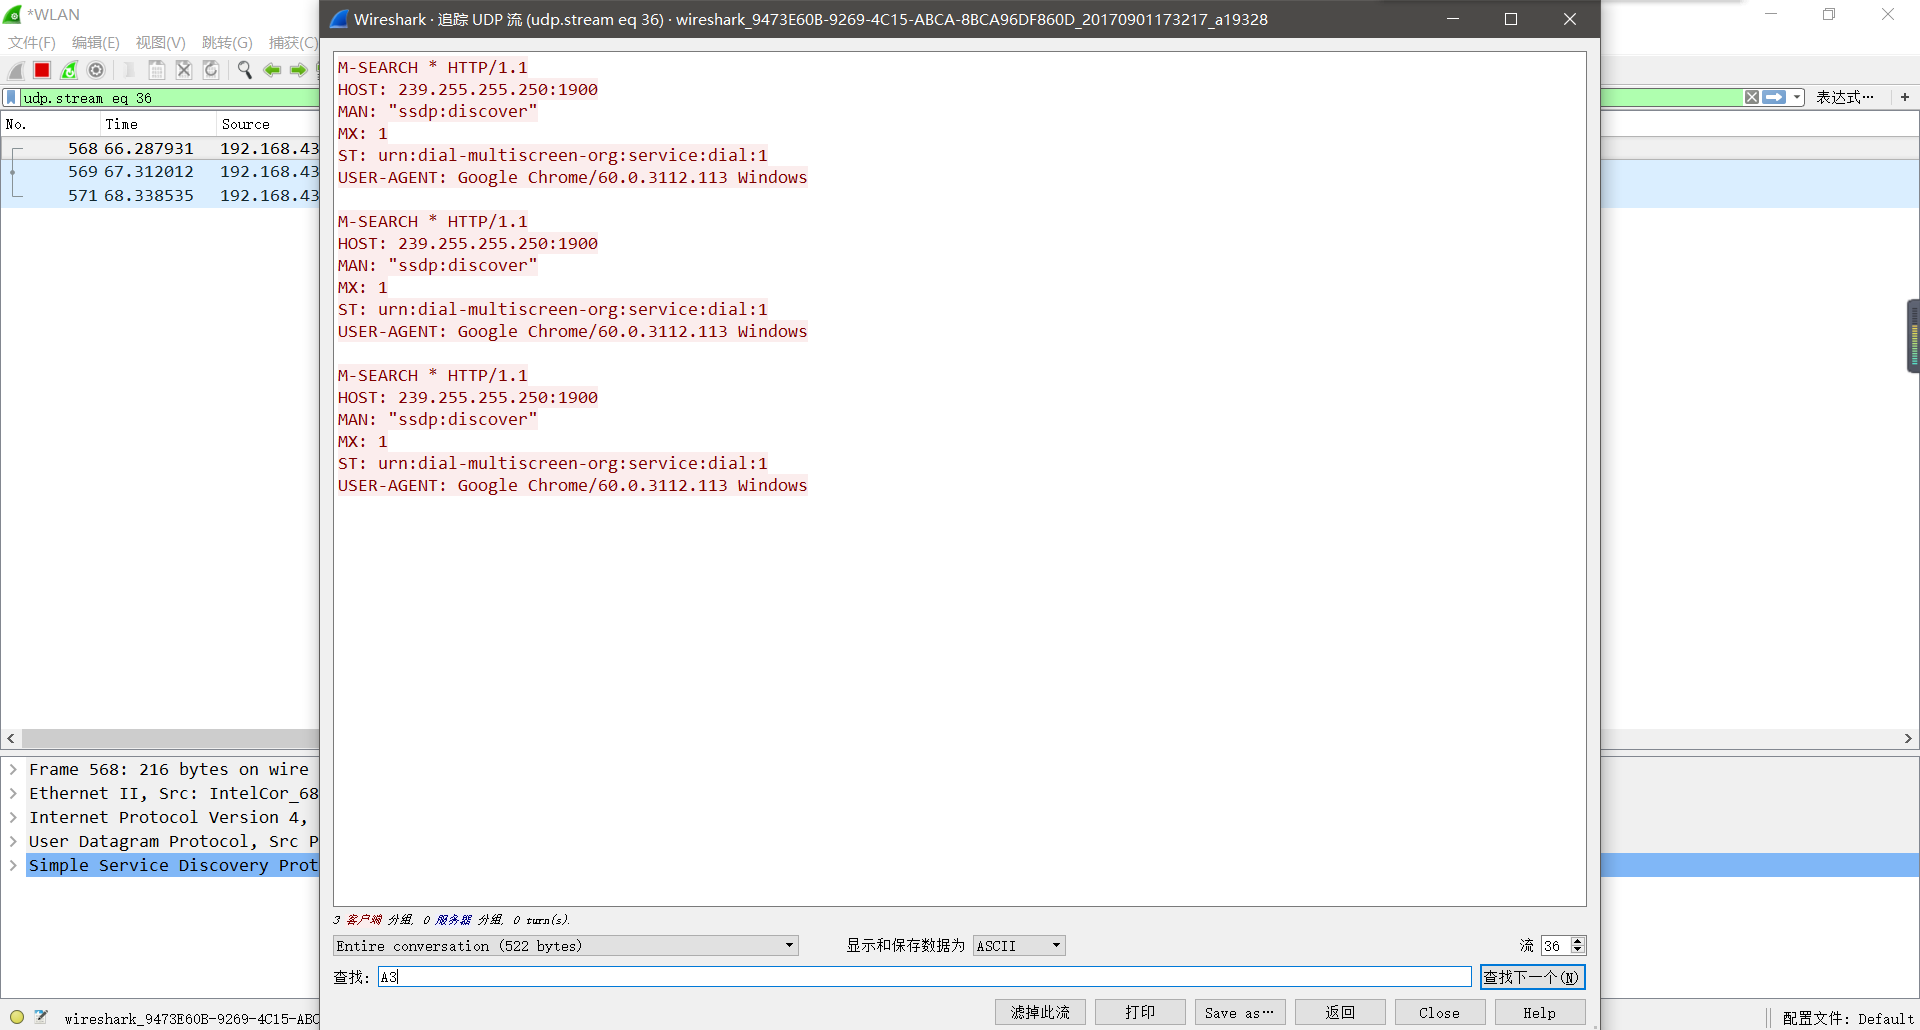 *WLAN
Wireshark · 追踪 UDP 流 (udp.stream eq 36) · wireshark_9473E60B-9269-4C15-ABCA-8BCA96DF860D_20170901173217_a19328
文件(F) 编辑(E) 视图(V) 跳转(G) 捕获(C)
udp.stream eq 36
表达式…
+
No. Time Source
568 66.287931 192.168.43
569 67.312012 192.168.43
571 68.338535 192.168.43
M-SEARCH * HTTP/1.1
HOST: 239.255.255.250:1900
MAN: "ssdp:discover"
MX: 1
ST: urn:dial-multiscreen-org:service:dial:1
USER-AGENT: Google Chrome/60.0.3112.113 Windows
M-SEARCH * HTTP/1.1
HOST: 239.255.255.250:1900
MAN: "ssdp:discover"
MX: 1
ST: urn:dial-multiscreen-org:service:dial:1
USER-AGENT: Google Chrome/60.0.3112.113 Windows
M-SEARCH * HTTP/1.1
HOST: 239.255.255.250:1900
MAN: "ssdp:discover"
MX: 1
ST: urn:dial-multiscreen-org:service:dial:1
USER-AGENT: Google Chrome/60.0.3112.113 Windows
Frame 568: 216 bytes on wire
Ethernet II, Src: IntelCor_68
Internet Protocol Version 4,
User Datagram Protocol, Src P
Simple Service Discovery Prot
3 客户端 分组, 0 服务器 分组, 0 turn(s).
Entire conversation (522 bytes)
显示和保存数据为 ASCII
流 36
查找: A3
查找下一个(N)
滤掉此流 打印 Save as… 返回 Close Help
wireshark_9473E60B-9269-4C15-ABC
配置文件: Default